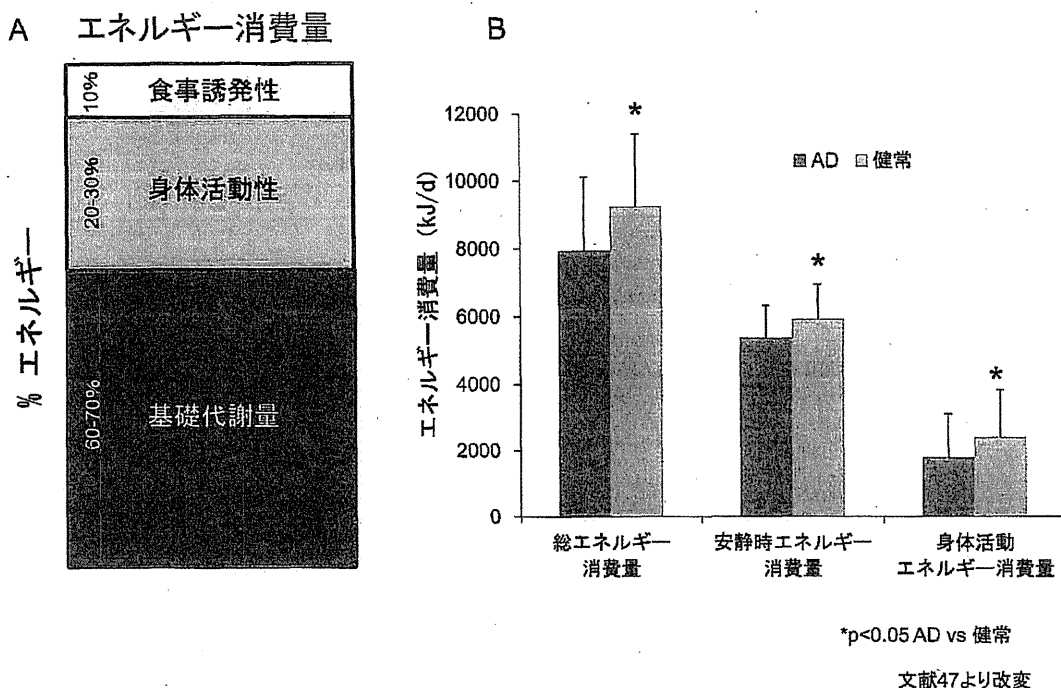 A
エネルギー消費量
% エネルギー
10%
食事誘発性
20-30%
身体活動性
60-70%
基礎代謝量
B
エネルギー消費量 (kJ/d)
12000
10000
8000
6000
4000
2000
0
AD 健常
*
*
*
総エネルギー
消費量
安静時エネルギー
消費量
身体活動
エネルギー消費量
*p<0.05 AD vs 健常
文献47より改変